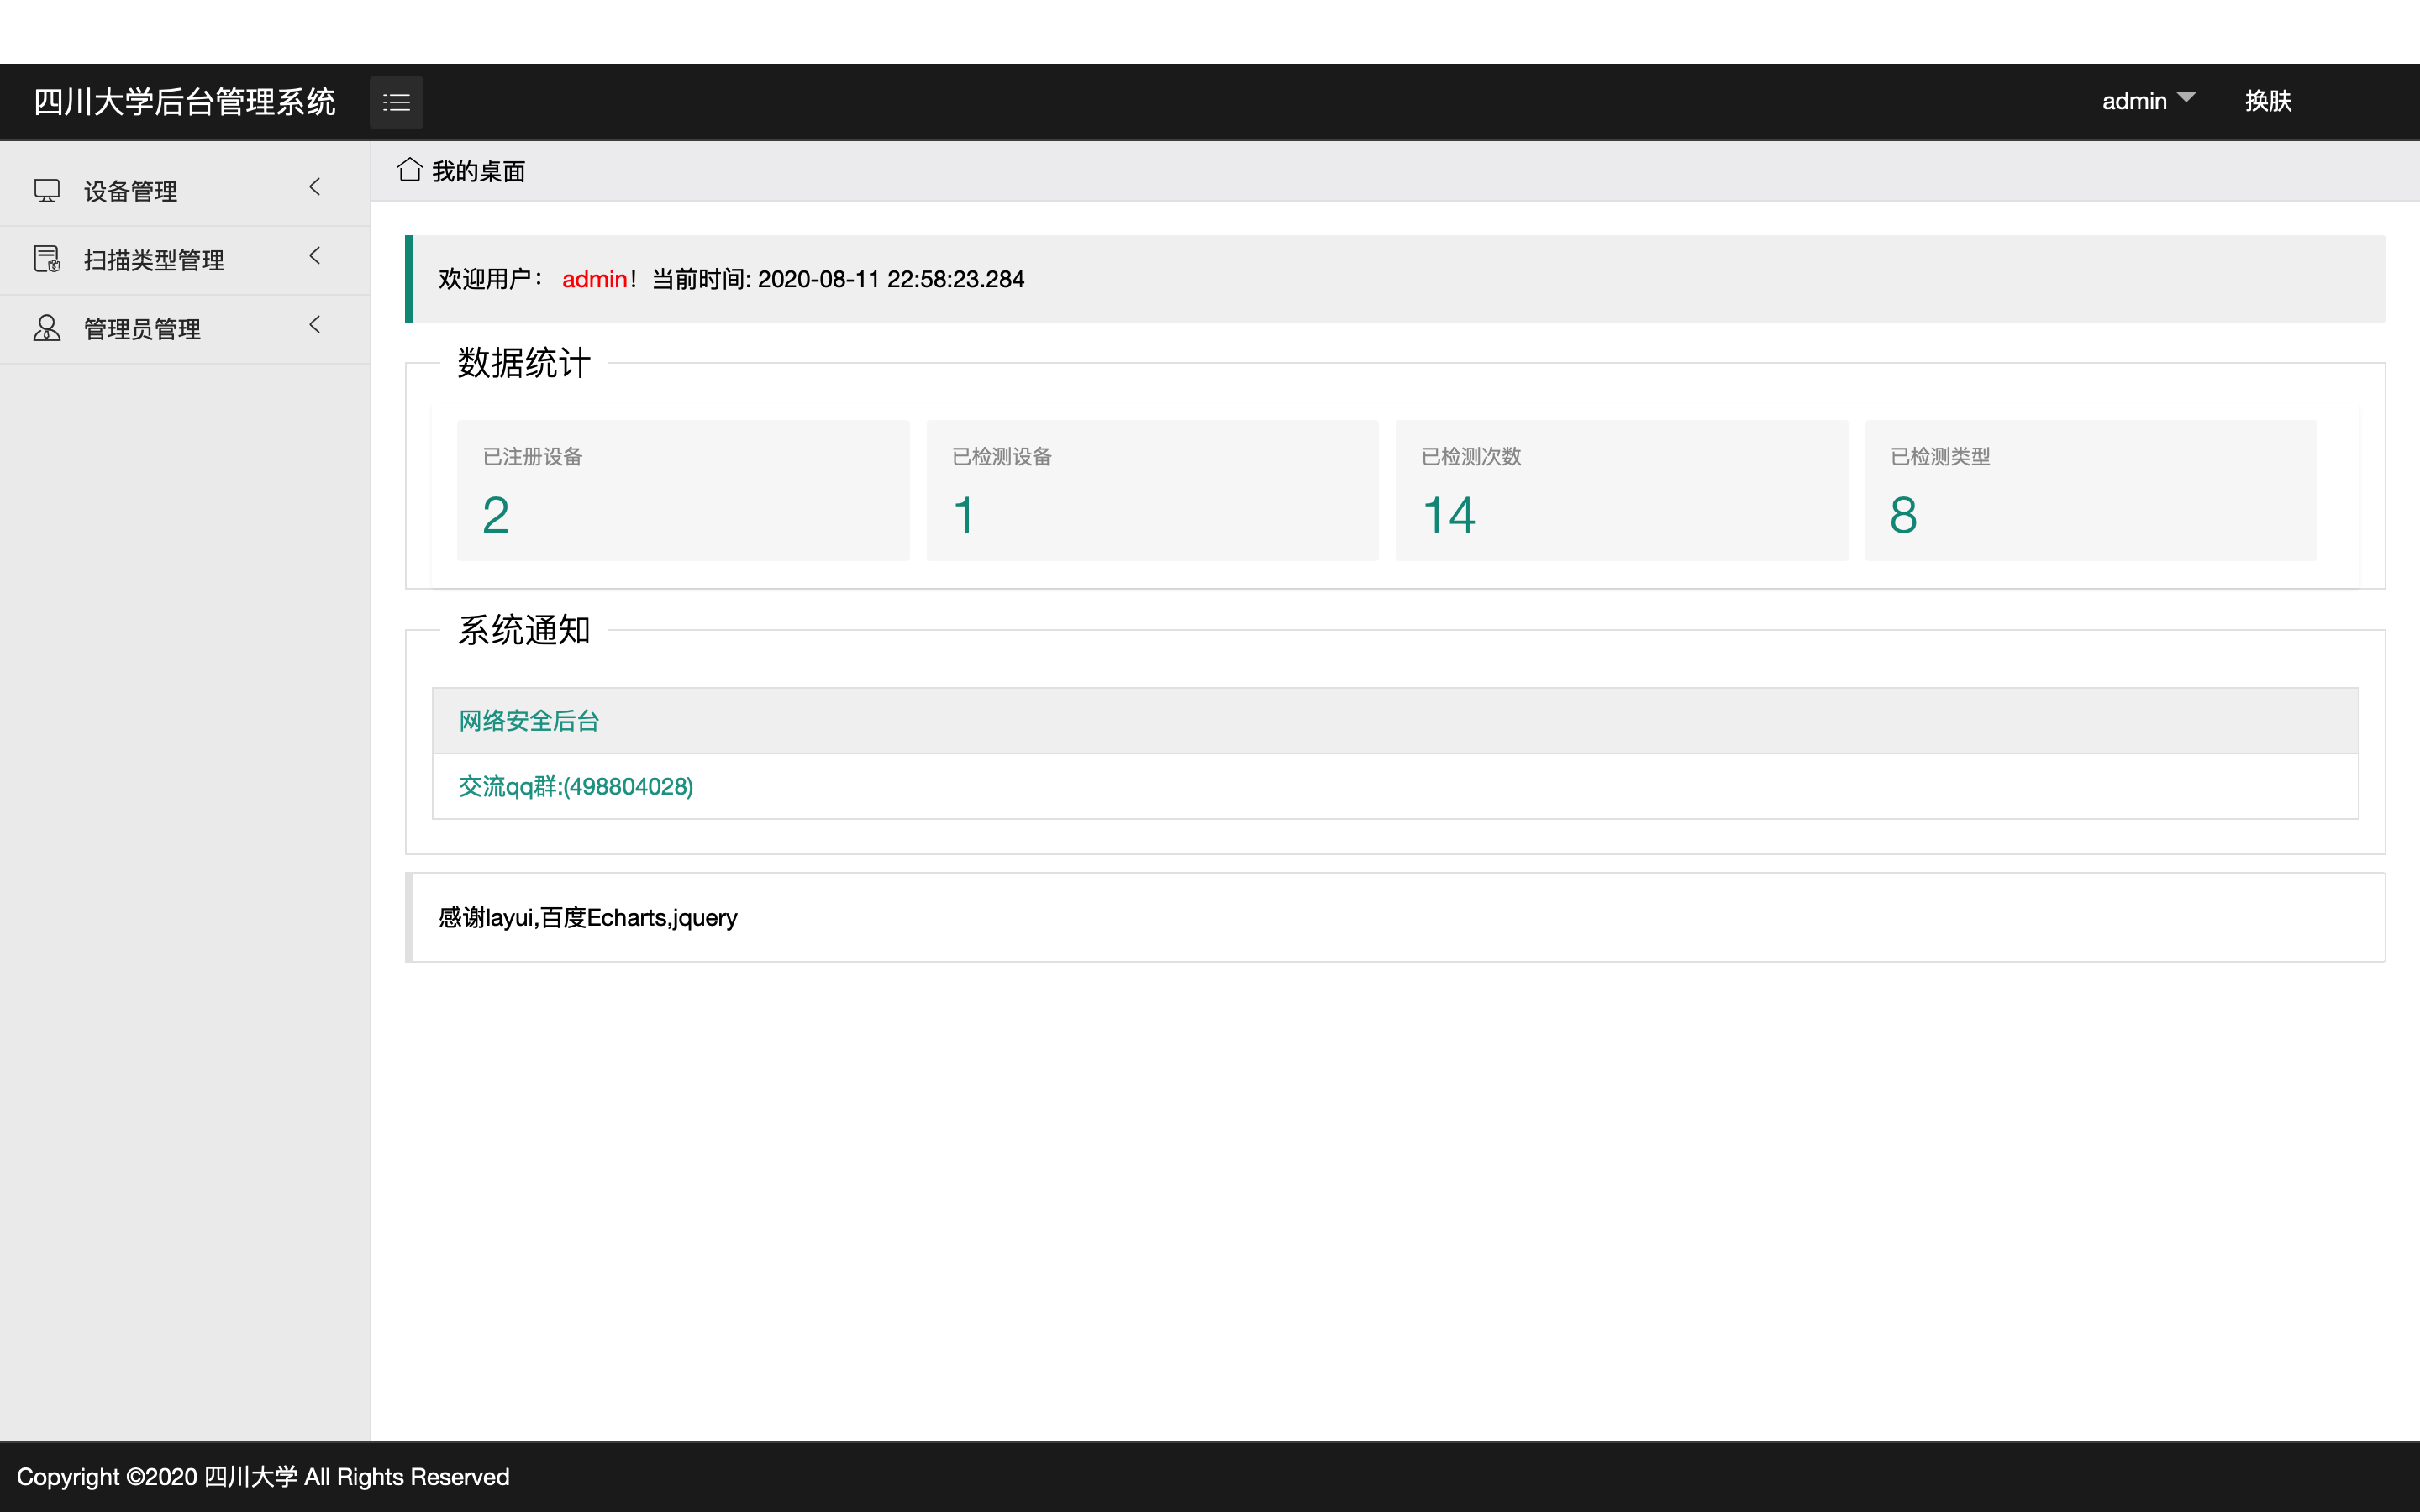 四川大学后台管理系统
admin
换肤
设备管理
扫描类型管理
管理员管理
我的桌面
欢迎用户： admin！当前时间: 2020-08-11 22:58:23.284
数据统计
已注册设备
2
已检测设备
1
已检测次数
14
已检测类型
8
系统通知
网络安全后台
交流qq群:(498804028)
感谢layui,百度Echarts,jquery
Copyright ©2020 四川大学 All Rights Reserved